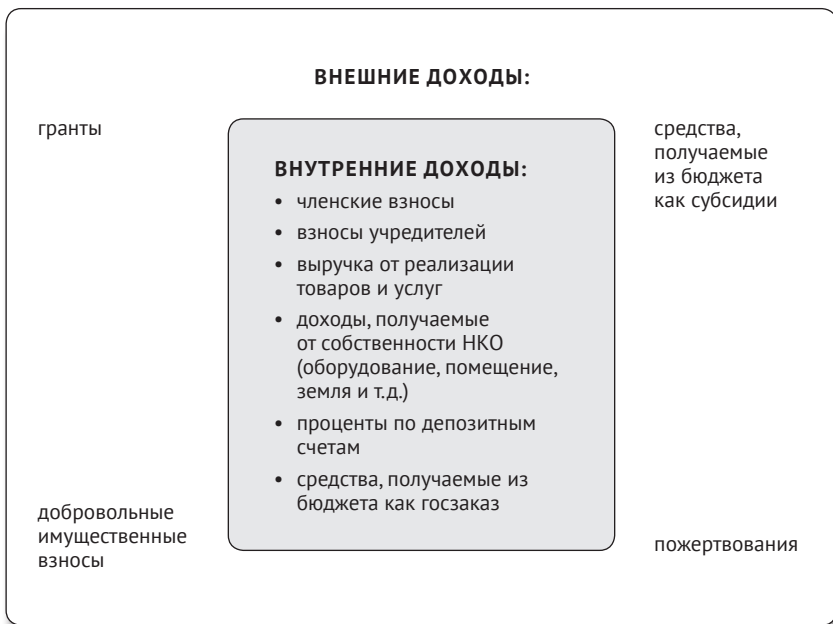 ВНЕШНИЕ ДОХОДЫ:
гранты
средства,
получаемые
из бюджета
как субсидии
ВНУТРЕННИЕ ДОХОДЫ:
• членские взносы
• взносы учредителей
• выручка от реализации
товаров и услуг
• доходы, получаемые
от собственности НКО
(оборудование, помещение,
земля и т.д.)
• проценты по депозитным
счетам
• средства, получаемые из
бюджета как госзаказ
добровольные
имущественные
взносы
пожертвования